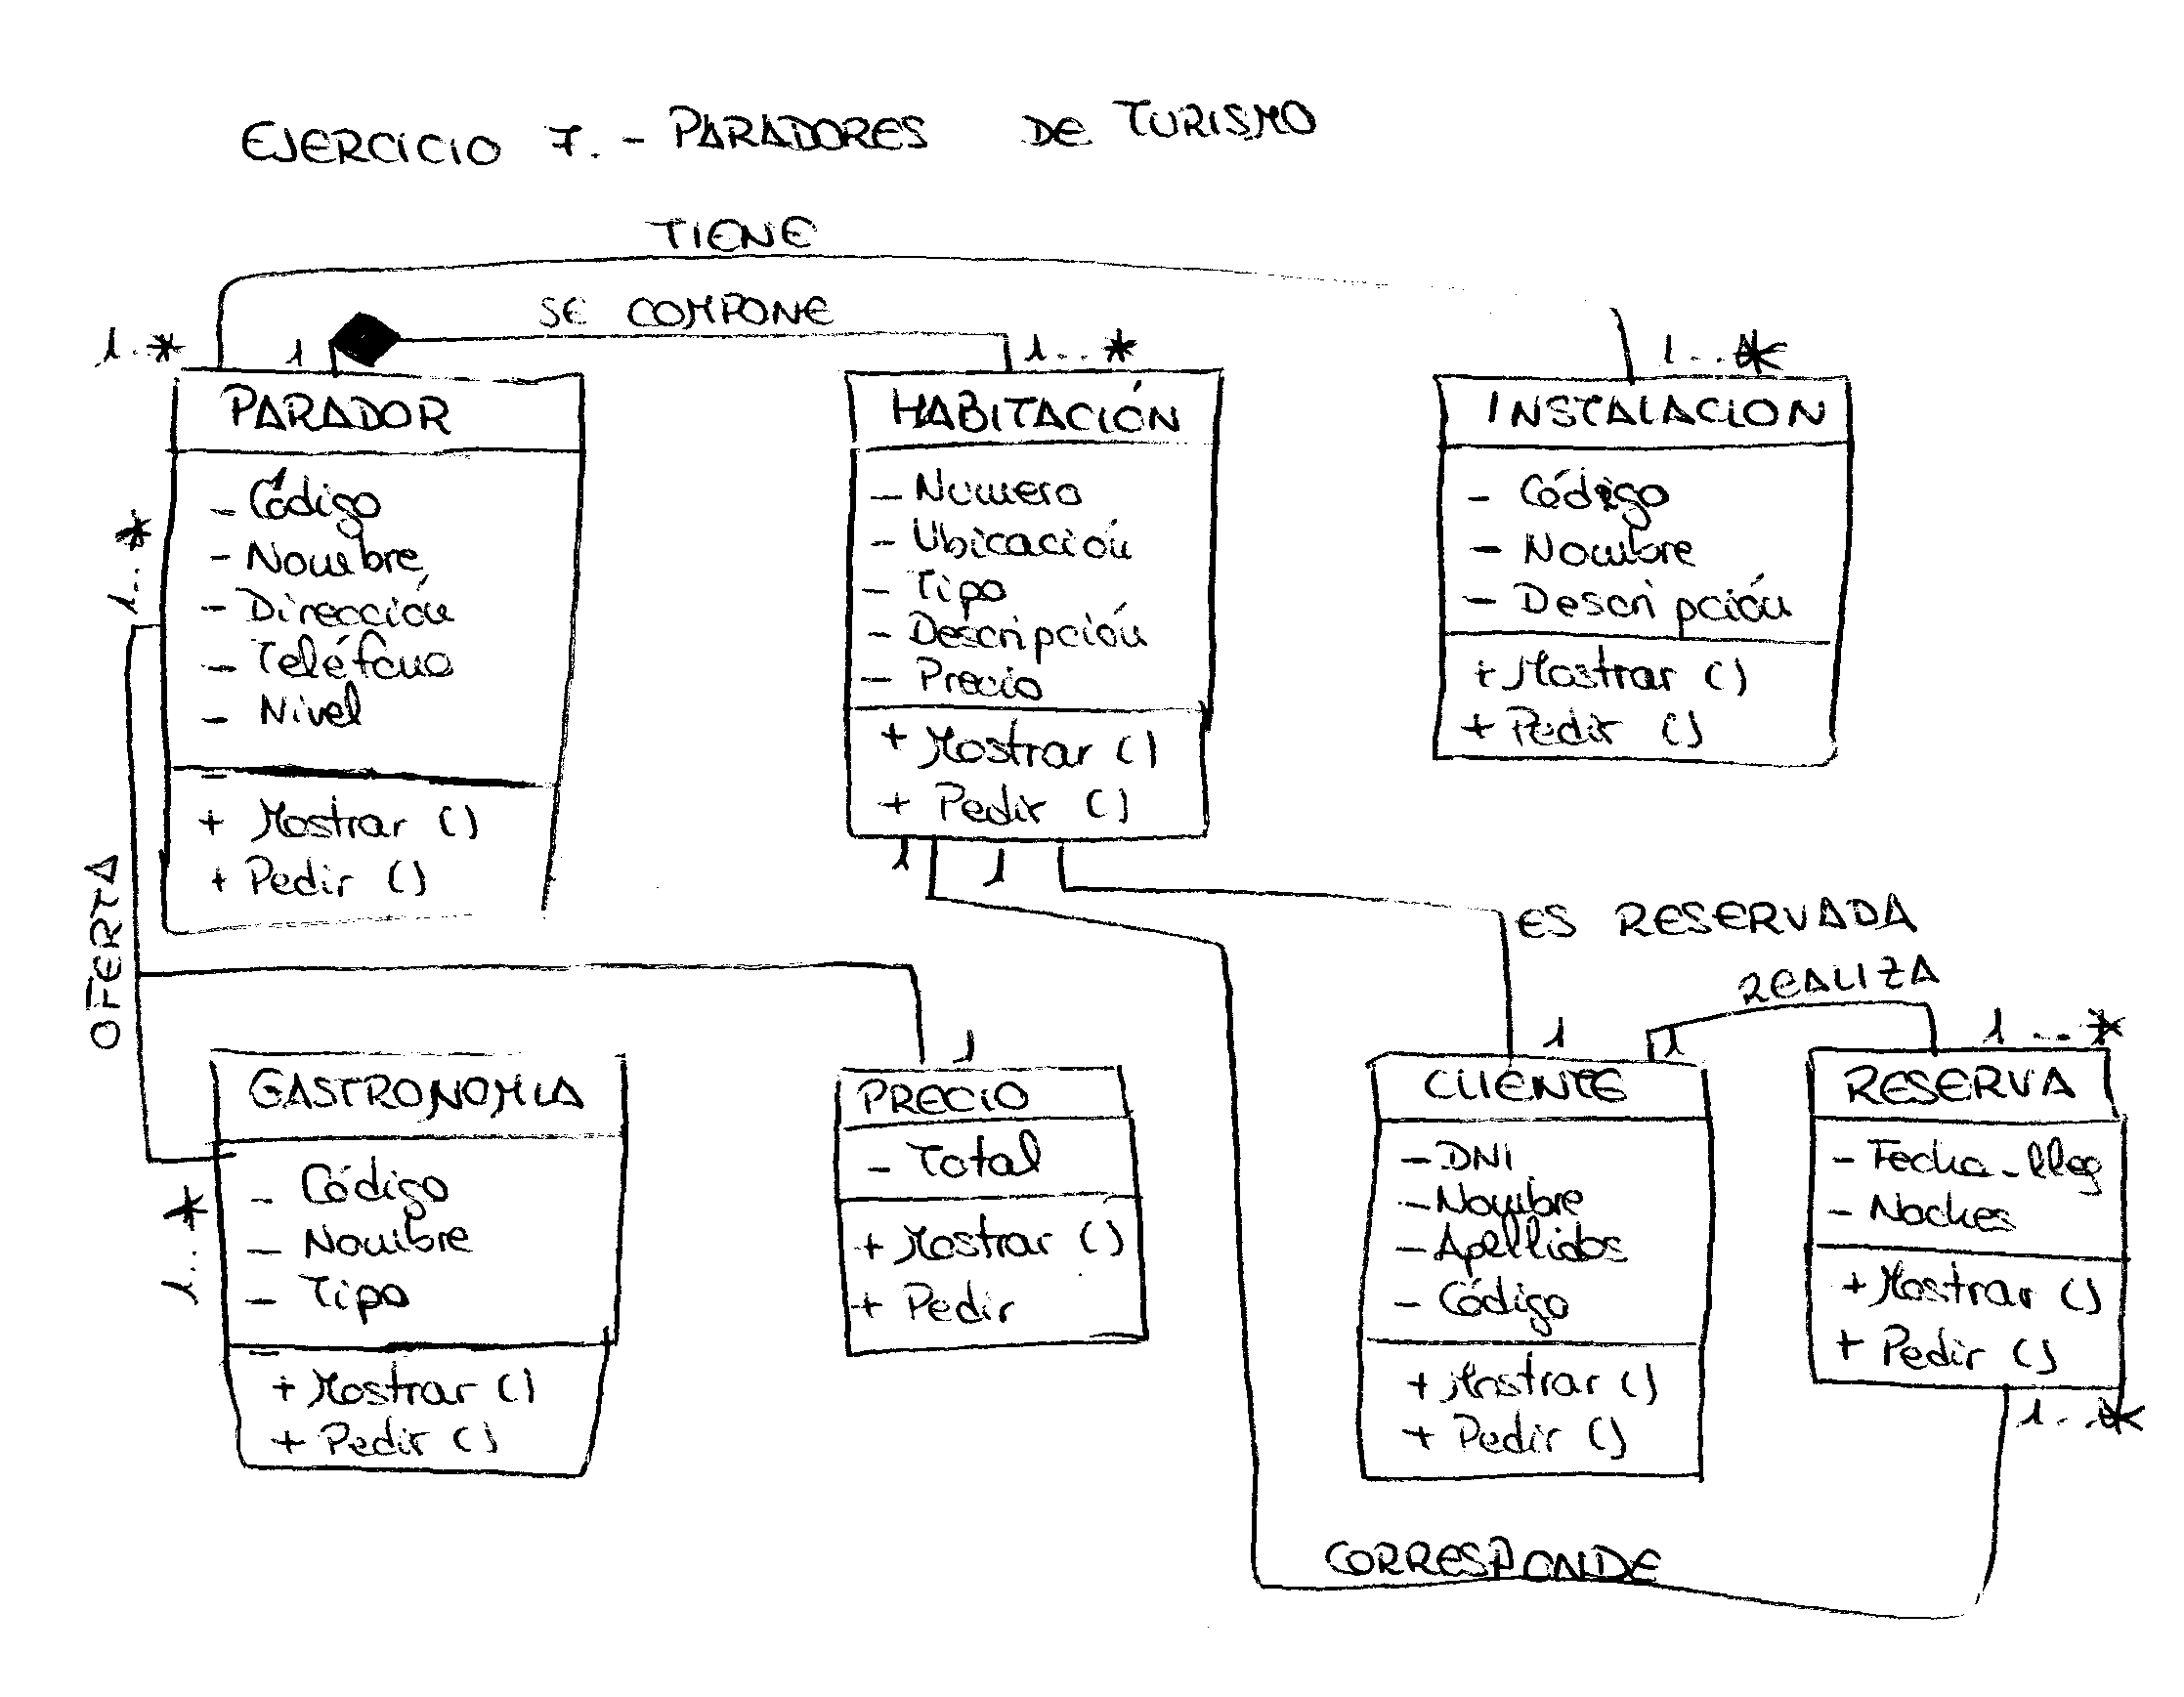 EJERCICIO 7.- PARADORES DE TURISMO
TIENE
SE COMPONE
1..*
1
1..*
1..*
PARADOR
- Código
- Nombre
- Dirección
- Teléfono
- Nivel
+ Mostrar ()
+ Pedir ()
1..*
OFERTA
HABITACIÓN
- Numero
- Ubicación
- Tipo
- Descripción
- Precio
+ Mostrar ()
+ Pedir ()
1
1
INSTALACION
- Código
- Nombre
- Descripción
+ Mostrar ()
+ Pedir ()
ES RESERVADA
REALIZA
1
1
1
1..*
GASTRONOMIA
- Código
- Nombre
- Tipo
+ Mostrar ()
+ Pedir ()
1..*
PRECIO
- Total
+ Mostrar ()
+ Pedir
CLIENTE
- DNI
- Nombre
- Apellidos
- Código
+ Mostrar ()
+ Pedir ()
RESERVA
- Fecha_lleg
- Noches
+ Mostrar ()
+ Pedir ()
1..*
CORRESPONDE